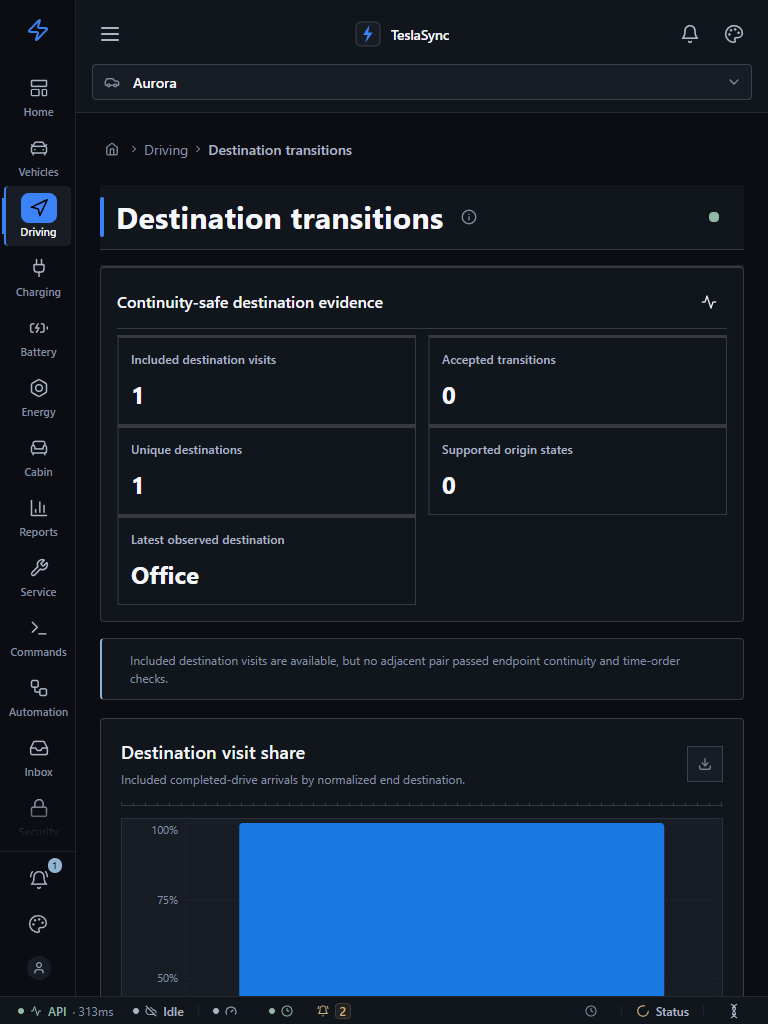 TeslaSync
Aurora
Home
Vehicles
Driving
Charging
Battery
Energy
Cabin
Reports
Service
Commands
Automation
Inbox
Security
1
Driving
Destination transitions
Destination transitions
Continuity-safe destination evidence
Included destination visits
1
Accepted transitions
0
Unique destinations
1
Supported origin states
0
Latest observed destination
Office
Included destination visits are available, but no adjacent pair passed endpoint continuity and time-order
checks.
Destination visit share
Included completed-drive arrivals by normalized end destination.
100%
75%
50%
API · 313ms
Idle
2
Status